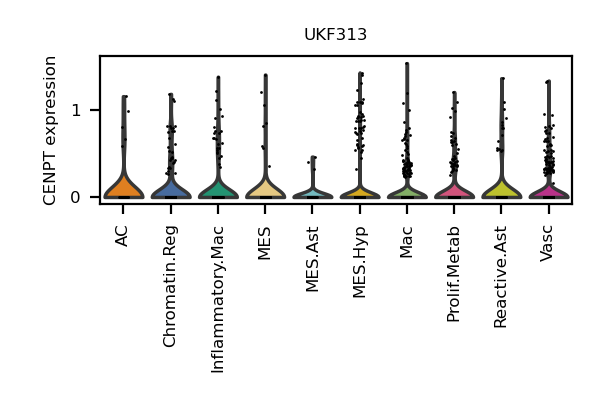 UKF313
CENPT expression
1
0
AC
Chromatin.Reg
Inflammatory.Mac
MES
MES.Ast
MES.Hyp
Mac
Prolif.Metab
Reactive.Ast
Vasc